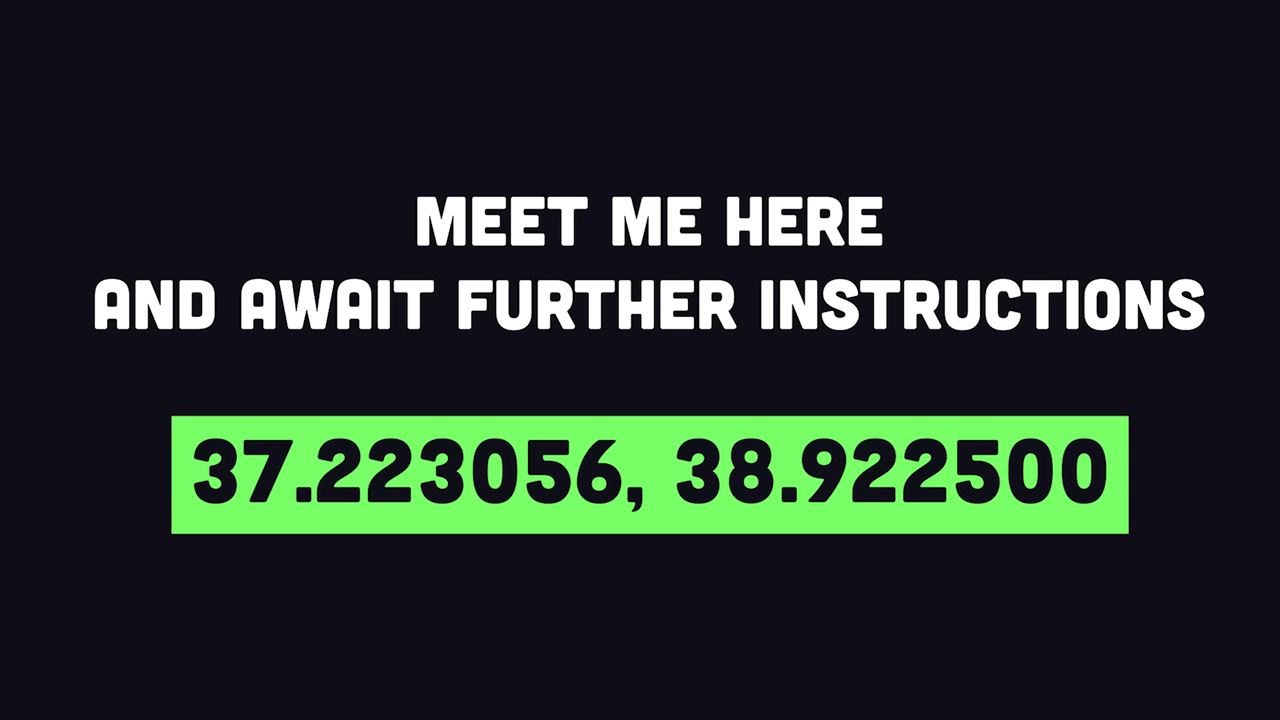 MEET ME HERE
AND AWAIT FURTHER INSTRUCTIONS
37.223056, 38.922500